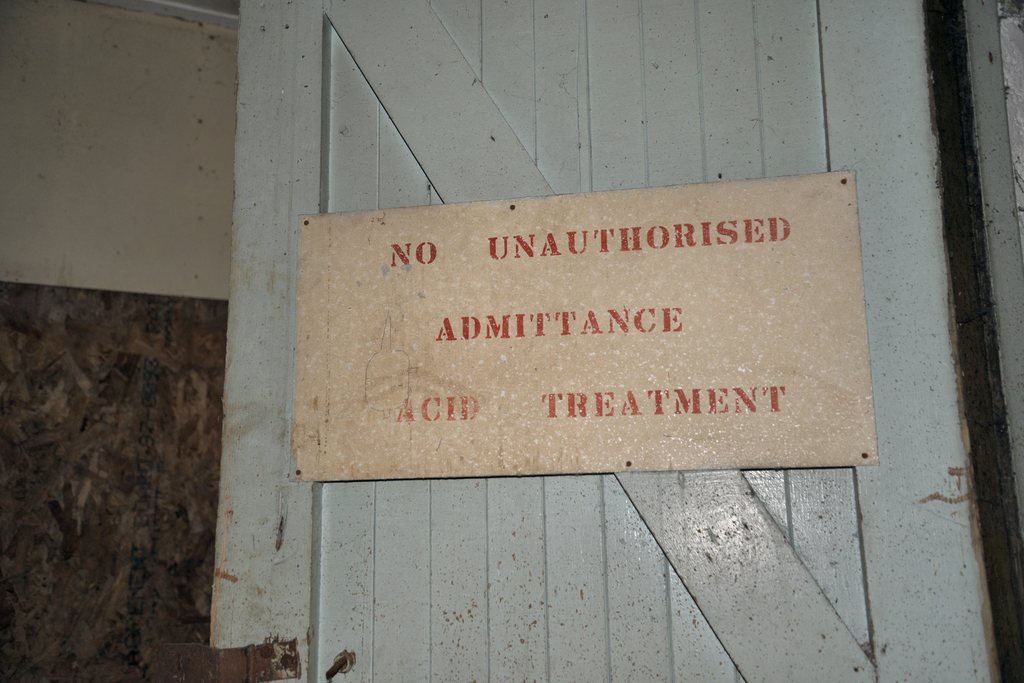 NO UNAUTHORISED
ADMITTANCE
ACID TREATMENT